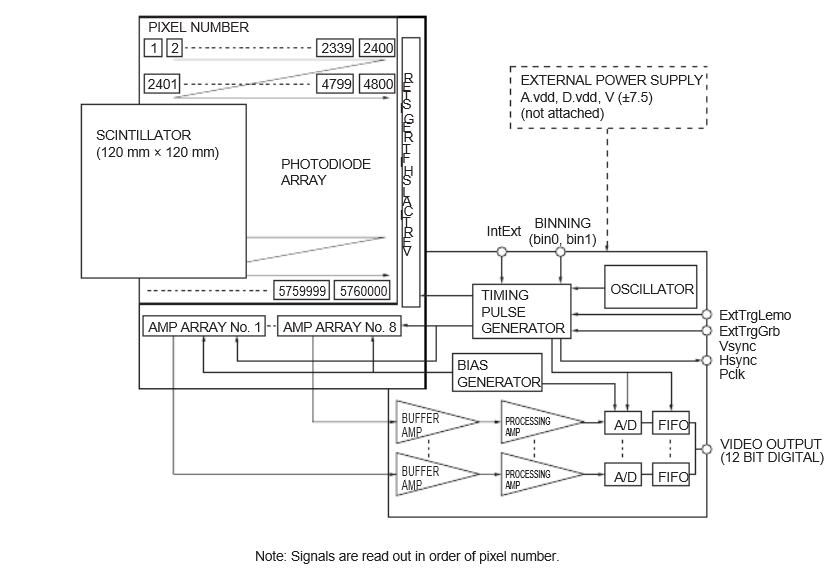 PIXEL NUMBER
1 2 2339 2400
2401 4799 4800
SCINTILLATOR
(120 mm × 120 mm)
PHOTODIODE
ARRAY
VERTICAL SHIFT REGISTER
5759999 5760000
AMP ARRAY No. 1 AMP ARRAY No. 8
EXTERNAL POWER SUPPLY
A.vdd, D.vdd, V (±7.5)
(not attached)
IntExt
BINNING
(bin0, bin1)
TIMING
PULSE
GENERATOR
OSCILLATOR
ExtTrgLemo
ExtTrgGrb
Vsync
Hsync
Pclk
BIAS
GENERATOR
BUFFER
AMP
PROCESSING
AMP
A/D
FIFO
BUFFER
AMP
PROCESSING
AMP
A/D
FIFO
VIDEO OUTPUT
(12 BIT DIGITAL)
Note: Signals are read out in order of pixel number.